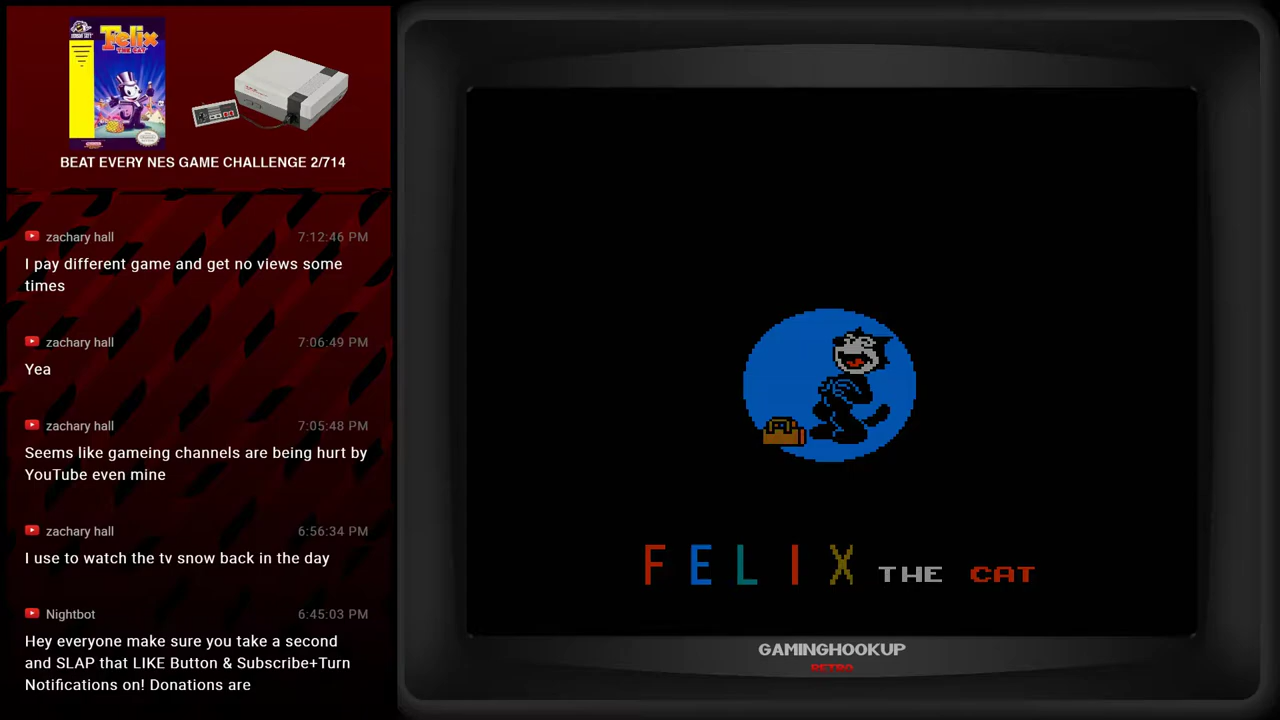 Felix
THE CAT
BEAT EVERY NES GAME CHALLENGE 2/714
zachary hall 7:12:46 PM
I pay different game and get no views some
times
zachary hall 7:06:49 PM
Yea
zachary hall 7:05:48 PM
Seems like gameing channels are being hurt by
YouTube even mine
zachary hall 6:56:34 PM
I use to watch the tv snow back in the day
Nightbot 6:45:03 PM
Hey everyone make sure you take a second
and SLAP that LIKE Button & Subscribe+Turn
Notifications on! Donations are
FELIX THE CAT
GAMINGHOOKUP
RETRO